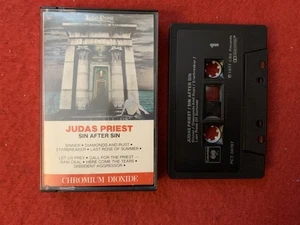 JUDAS PRIEST
SIN AFTER SIN
SINNER • DIAMONDS AND RUST
STARBREAKER • LAST ROSE OF SUMMER
LET US PREY • CALL FOR THE PRIEST
RAW DEAL • HERE COME THE TEARS
DISSIDENT AGGRESSOR
CHROMIUM DIOXIDE
1
JUDAS PRIEST / SIN AFTER SIN